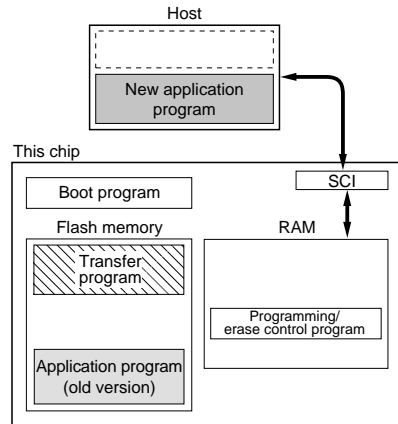 Host
New application
program
This chip
Boot program
SCI
Flash memory
RAM
Transfer
program
Programming/
erase control program
Application program
(old version)